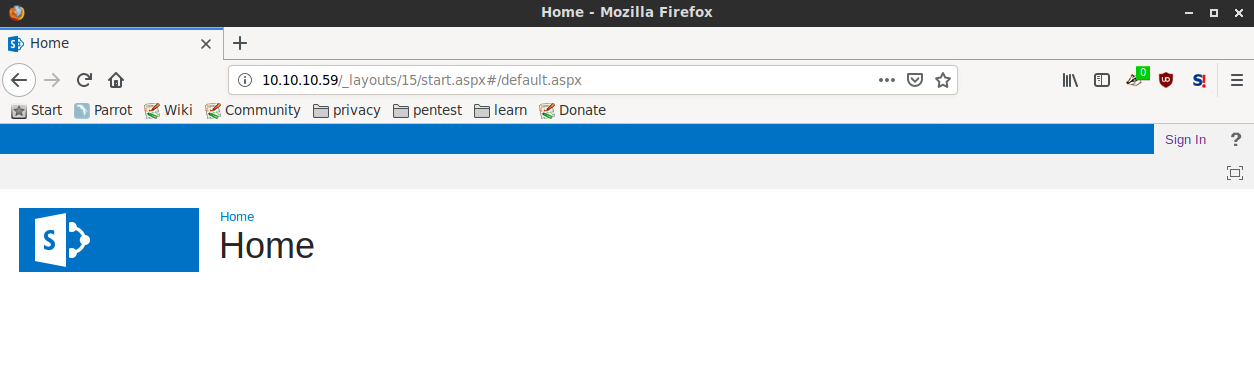 Home - Mozilla Firefox
Home
10.10.10.59/_layouts/15/start.aspx#/default.aspx
0
UO
S!
Start Parrot Wiki Community privacy pentest learn Donate
Sign In ?
S Home
Home